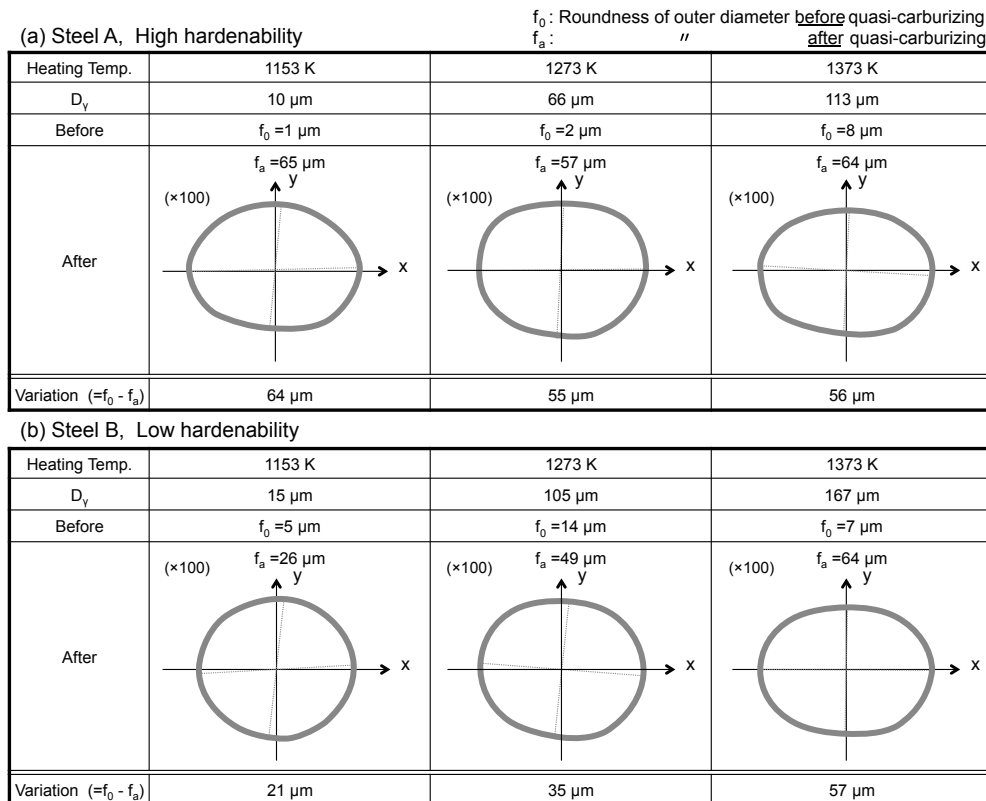 f₀ : Roundness of outer diameter before quasi-carburizing
(a) Steel A, High hardenability
fₐ : 〃 after quasi-carburizing
Heating Temp. 1153 K 1273 K 1373 K
Dᵧ 10 μm 66 μm 113 μm
Before f₀ =1 μm f₀ =2 μm f₀ =8 μm
fₐ =65 μm fₐ =57 μm fₐ =64 μm
y y y
(×100) (×100) (×100)
After x x x
Variation (=f₀ - fₐ) 64 μm 55 μm 56 μm
(b) Steel B, Low hardenability
Heating Temp. 1153 K 1273 K 1373 K
Dᵧ 15 μm 105 μm 167 μm
Before f₀ =5 μm f₀ =14 μm f₀ =7 μm
fₐ =26 μm fₐ =49 μm fₐ =64 μm
(×100) (×100) (×100)
y y y
After x x x
Variation (=f₀ - fₐ) 21 μm 35 μm 57 μm